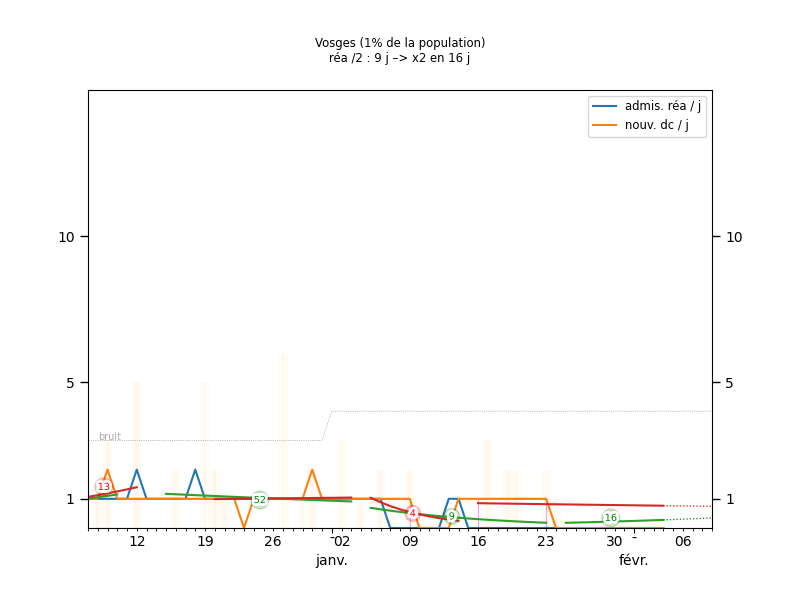 Vosges (1% de la population)
réa /2 : 9 j –> x2 en 16 j
admis. réa / j
nouv. dc / j
10
10
5
5
bruit
13
52
4
9
16
1
1
12
19
26
02
09
16
23
30
06
janv.
févr.